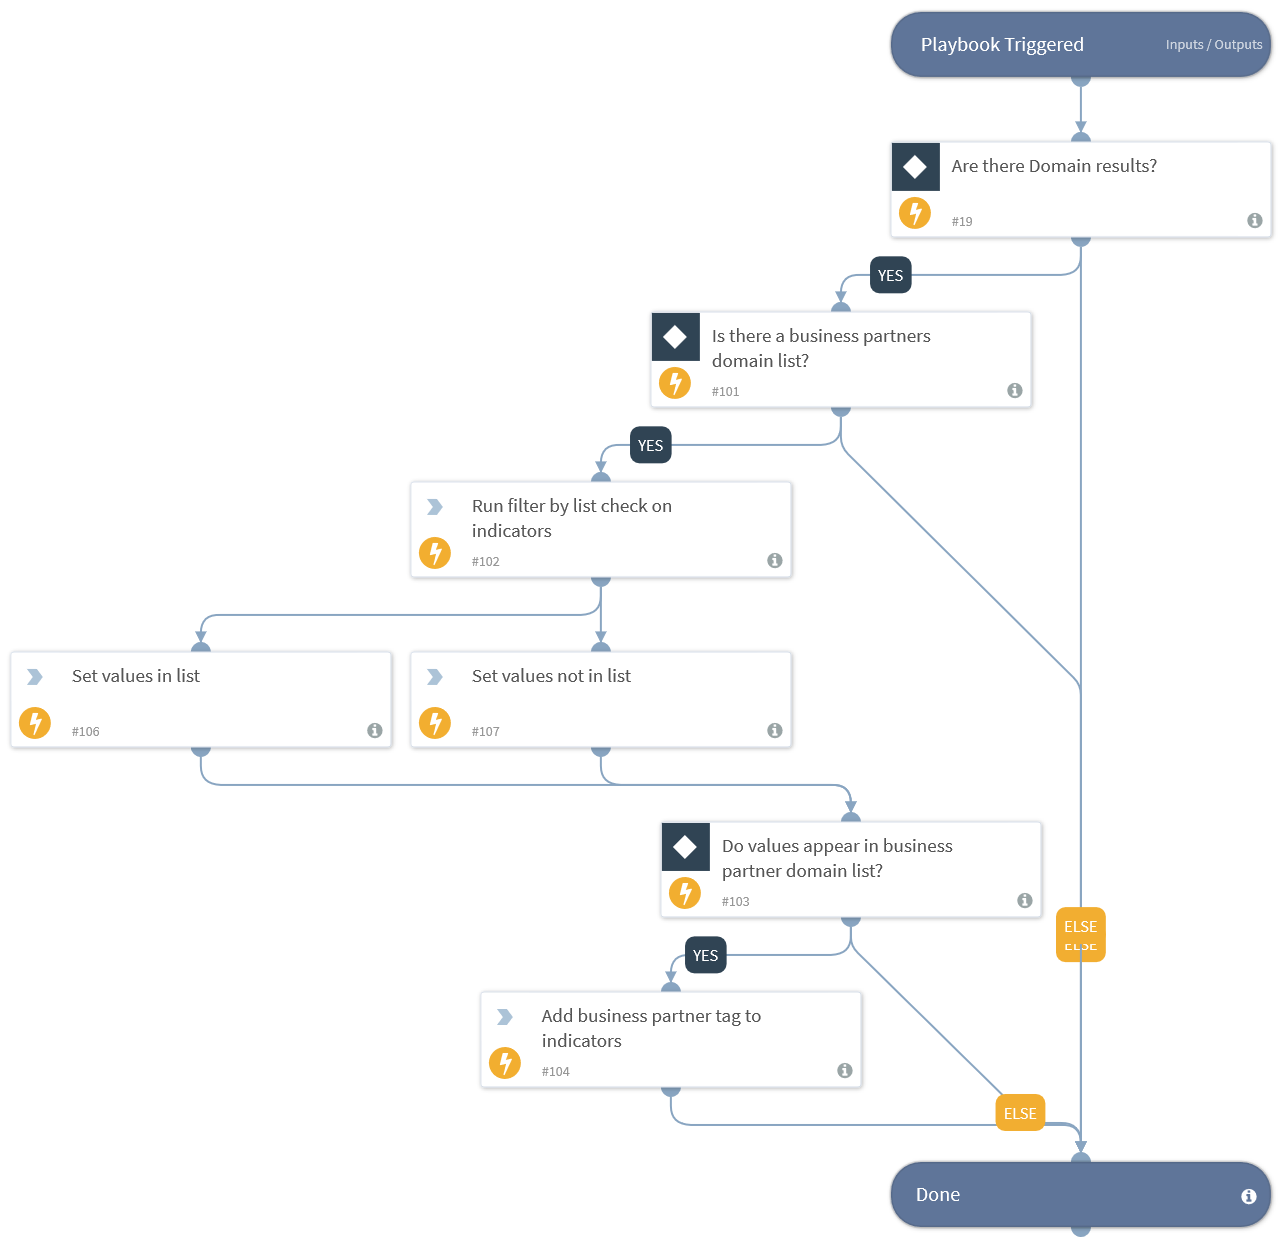 Playbook Triggered
Inputs / Outputs
Are there Domain results?
#19
YES
Is there a business partners
domain list?
#101
YES
Run filter by list check on
indicators
#102
Set values in list
#106
Set values not in list
#107
Do values appear in business
partner domain list?
#103
ELSE
ELSE
YES
Add business partner tag to
indicators
#104
ELSE
Done